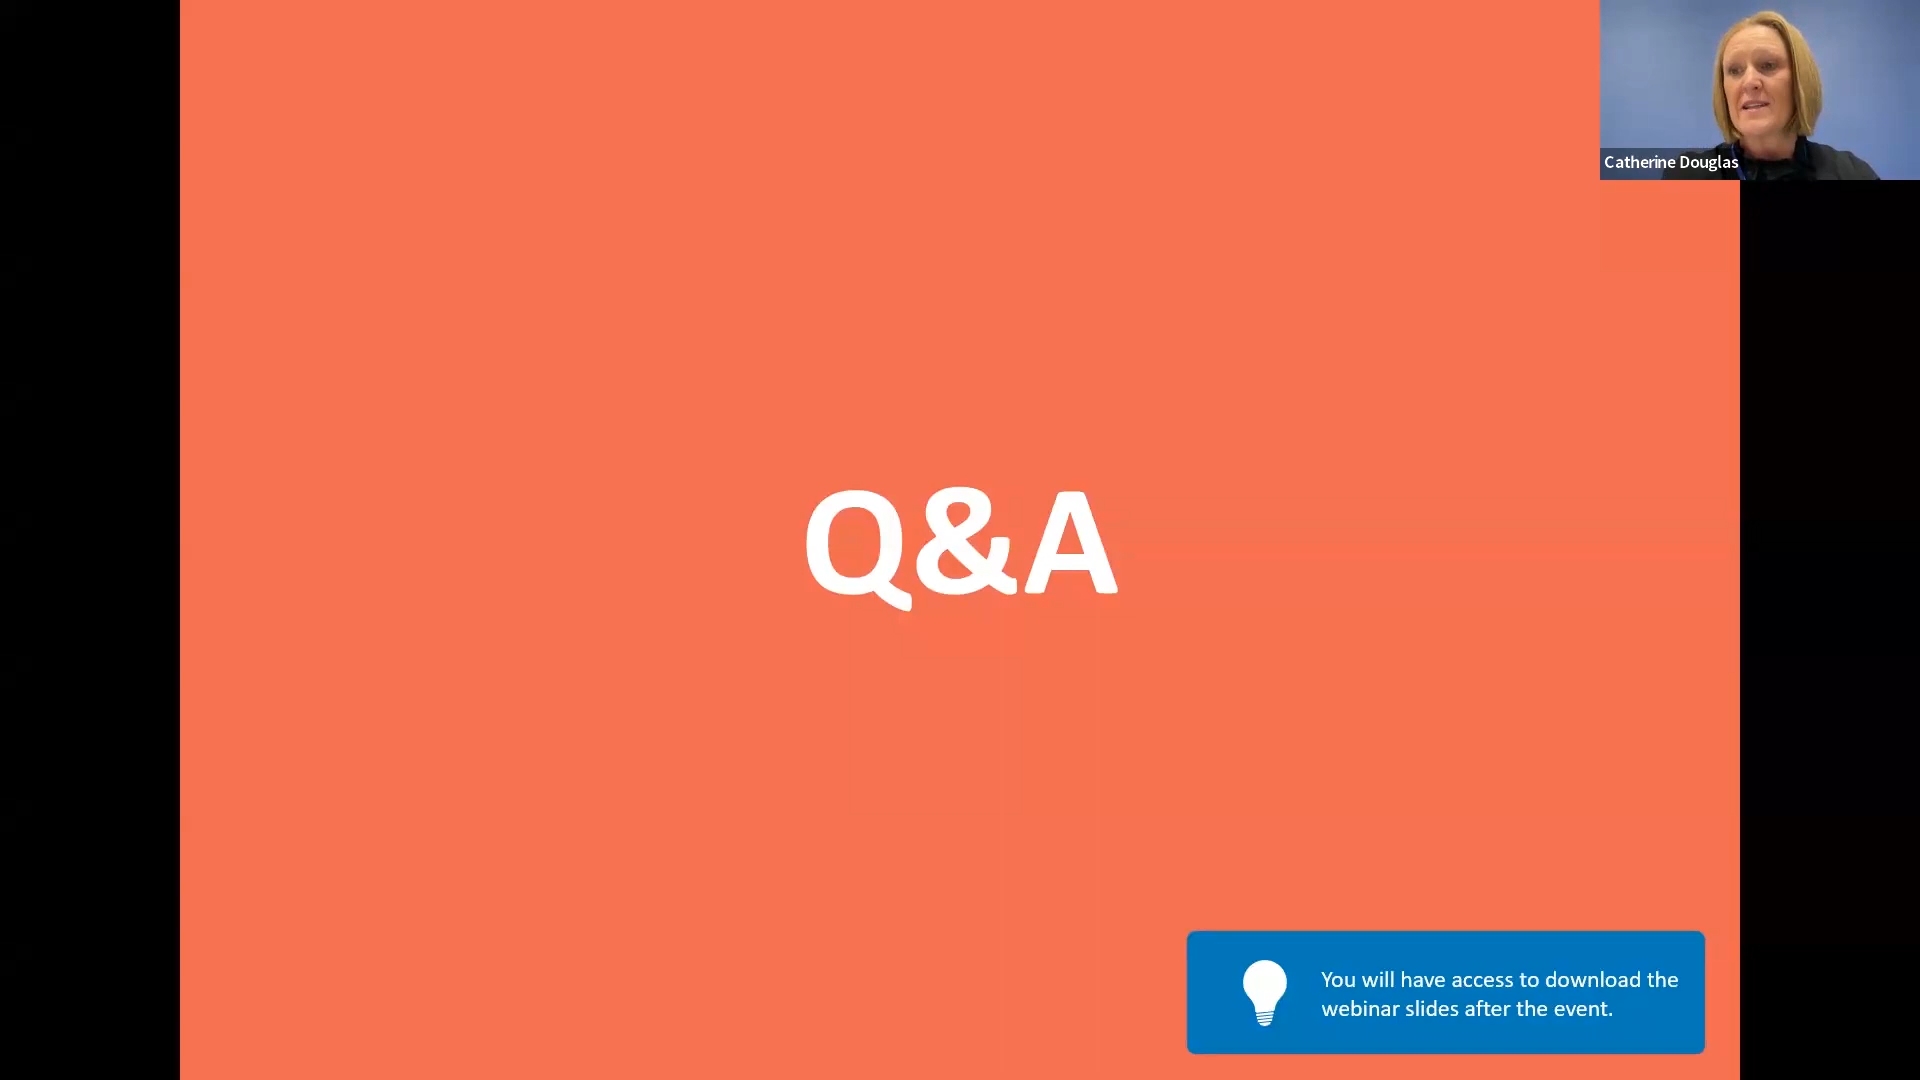 Catherine Douglas
Q&A
You will have access to download the
webinar slides after the event.